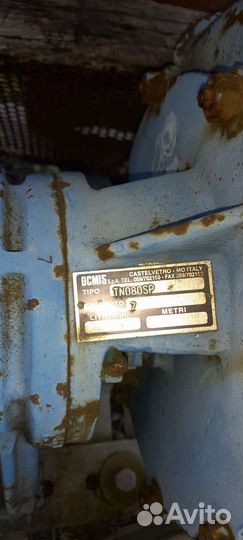 OCMIS S.p.A. CASTELVETRO - MO ITALY
TEL. 059/702150 - FAX 059/702151
TIPO TN080SP
7
METRI
Avito